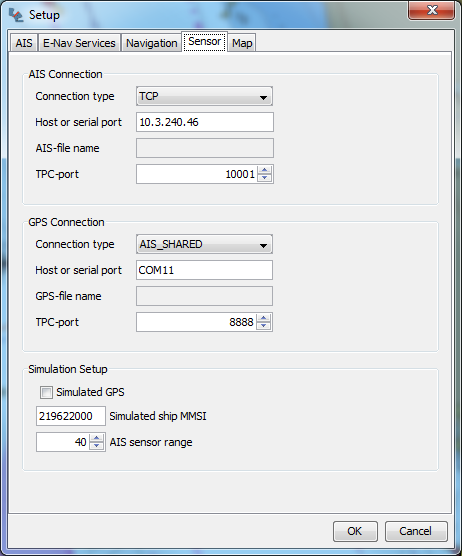 Setup
AIS E-Nav Services Navigation Sensor Map
AIS Connection
Connection type TCP
Host or serial port 10.3.240.46
AIS-file name
TPC-port 10001
GPS Connection
Connection type AIS_SHARED
Host or serial port COM11
GPS-file name
TPC-port 8888
Simulation Setup
Simulated GPS
219622000 Simulated ship MMSI
40 AIS sensor range
OK Cancel